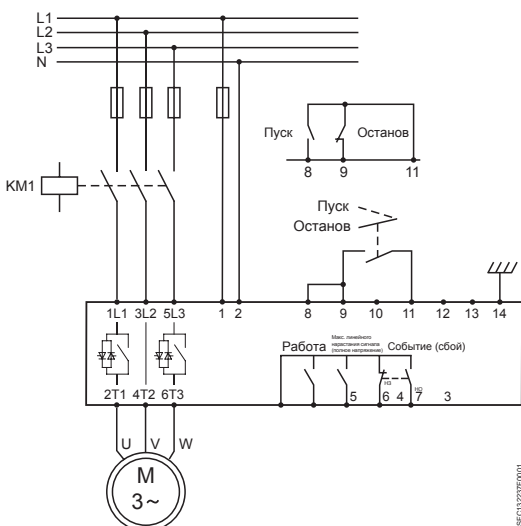 L1
L2
L3
N
Пуск
Останов
8 9 11
KM1
Пуск
Останов
1L1 3L2 5L3 1 2 8 9 10 11 12 13 14
Работа
Макс. линейного
нарастания сигнала
(полное напряжение)
Событие (сбой)
НЗ
НБ
2T1 4T2 6T3 5 6 4 7 3
U V W
M
3~